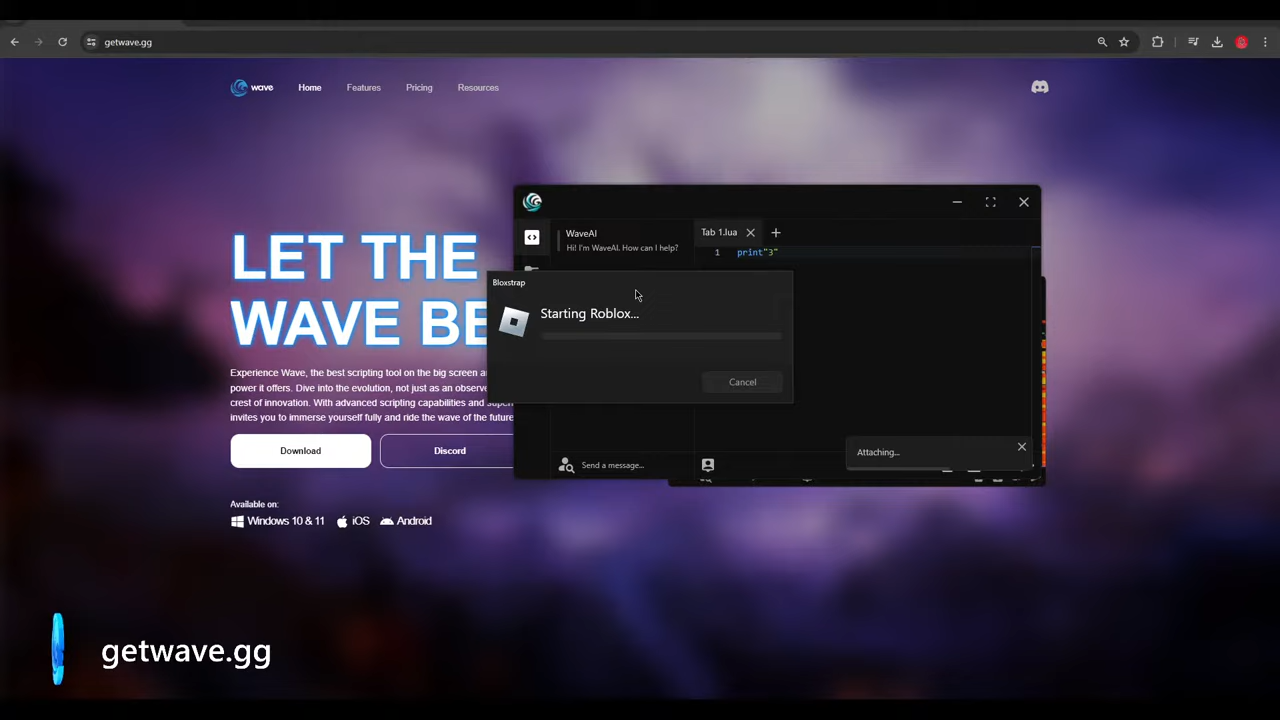 getwave.gg
wave
Home
Features
Pricing
Resources
WaveAI
Hi! I'm WaveAI. How can I help?
Tab 1.lua
1
print"3"
LET THE
WAVE BE
Bloxstrap
Starting Roblox...
Cancel
Experience Wave, the best scripting tool on the big screen
power it offers. Dive into the evolution, not just as an
crest of innovation. With advanced scripting capabilities and
invites you to immerse yourself fully and ride the wave of the future
Download
Discord
Attaching...
Send a message...
Available on:
Windows 10 & 11
iOS
Android
getwave.gg